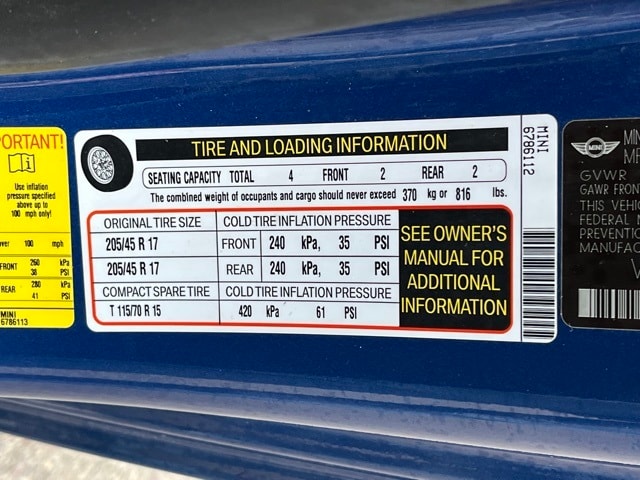 PORTANT!
Use inflation
pressure specified
above up to
100 mph only!
over 100 mph
FRONT 260 kPa
38 PSI
REAR 280 kPa
41 PSI
MINI
6786113
TIRE AND LOADING INFORMATION
SEATING CAPACITY TOTAL 4 FRONT 2 REAR 2
The combined weight of occupants and cargo should never exceed 370 kg or 816 lbs.
ORIGINAL TIRE SIZE COLD TIRE INFLATION PRESSURE
205/45 R 17 FRONT 240 kPa, 35 PSI
205/45 R 17 REAR 240 kPa, 35 PSI
COMPACT SPARE TIRE COLD TIRE INFLATION PRESSURE
T 115/70 R 15 420 kPa 61 PSI
SEE OWNER'S
MANUAL FOR
ADDITIONAL
INFORMATION
MINI
6786112
MINI
MIN
GVWR
GAWR FRON
THIS VEHIC
FEDERAL
PREVENTION
MANUFAC